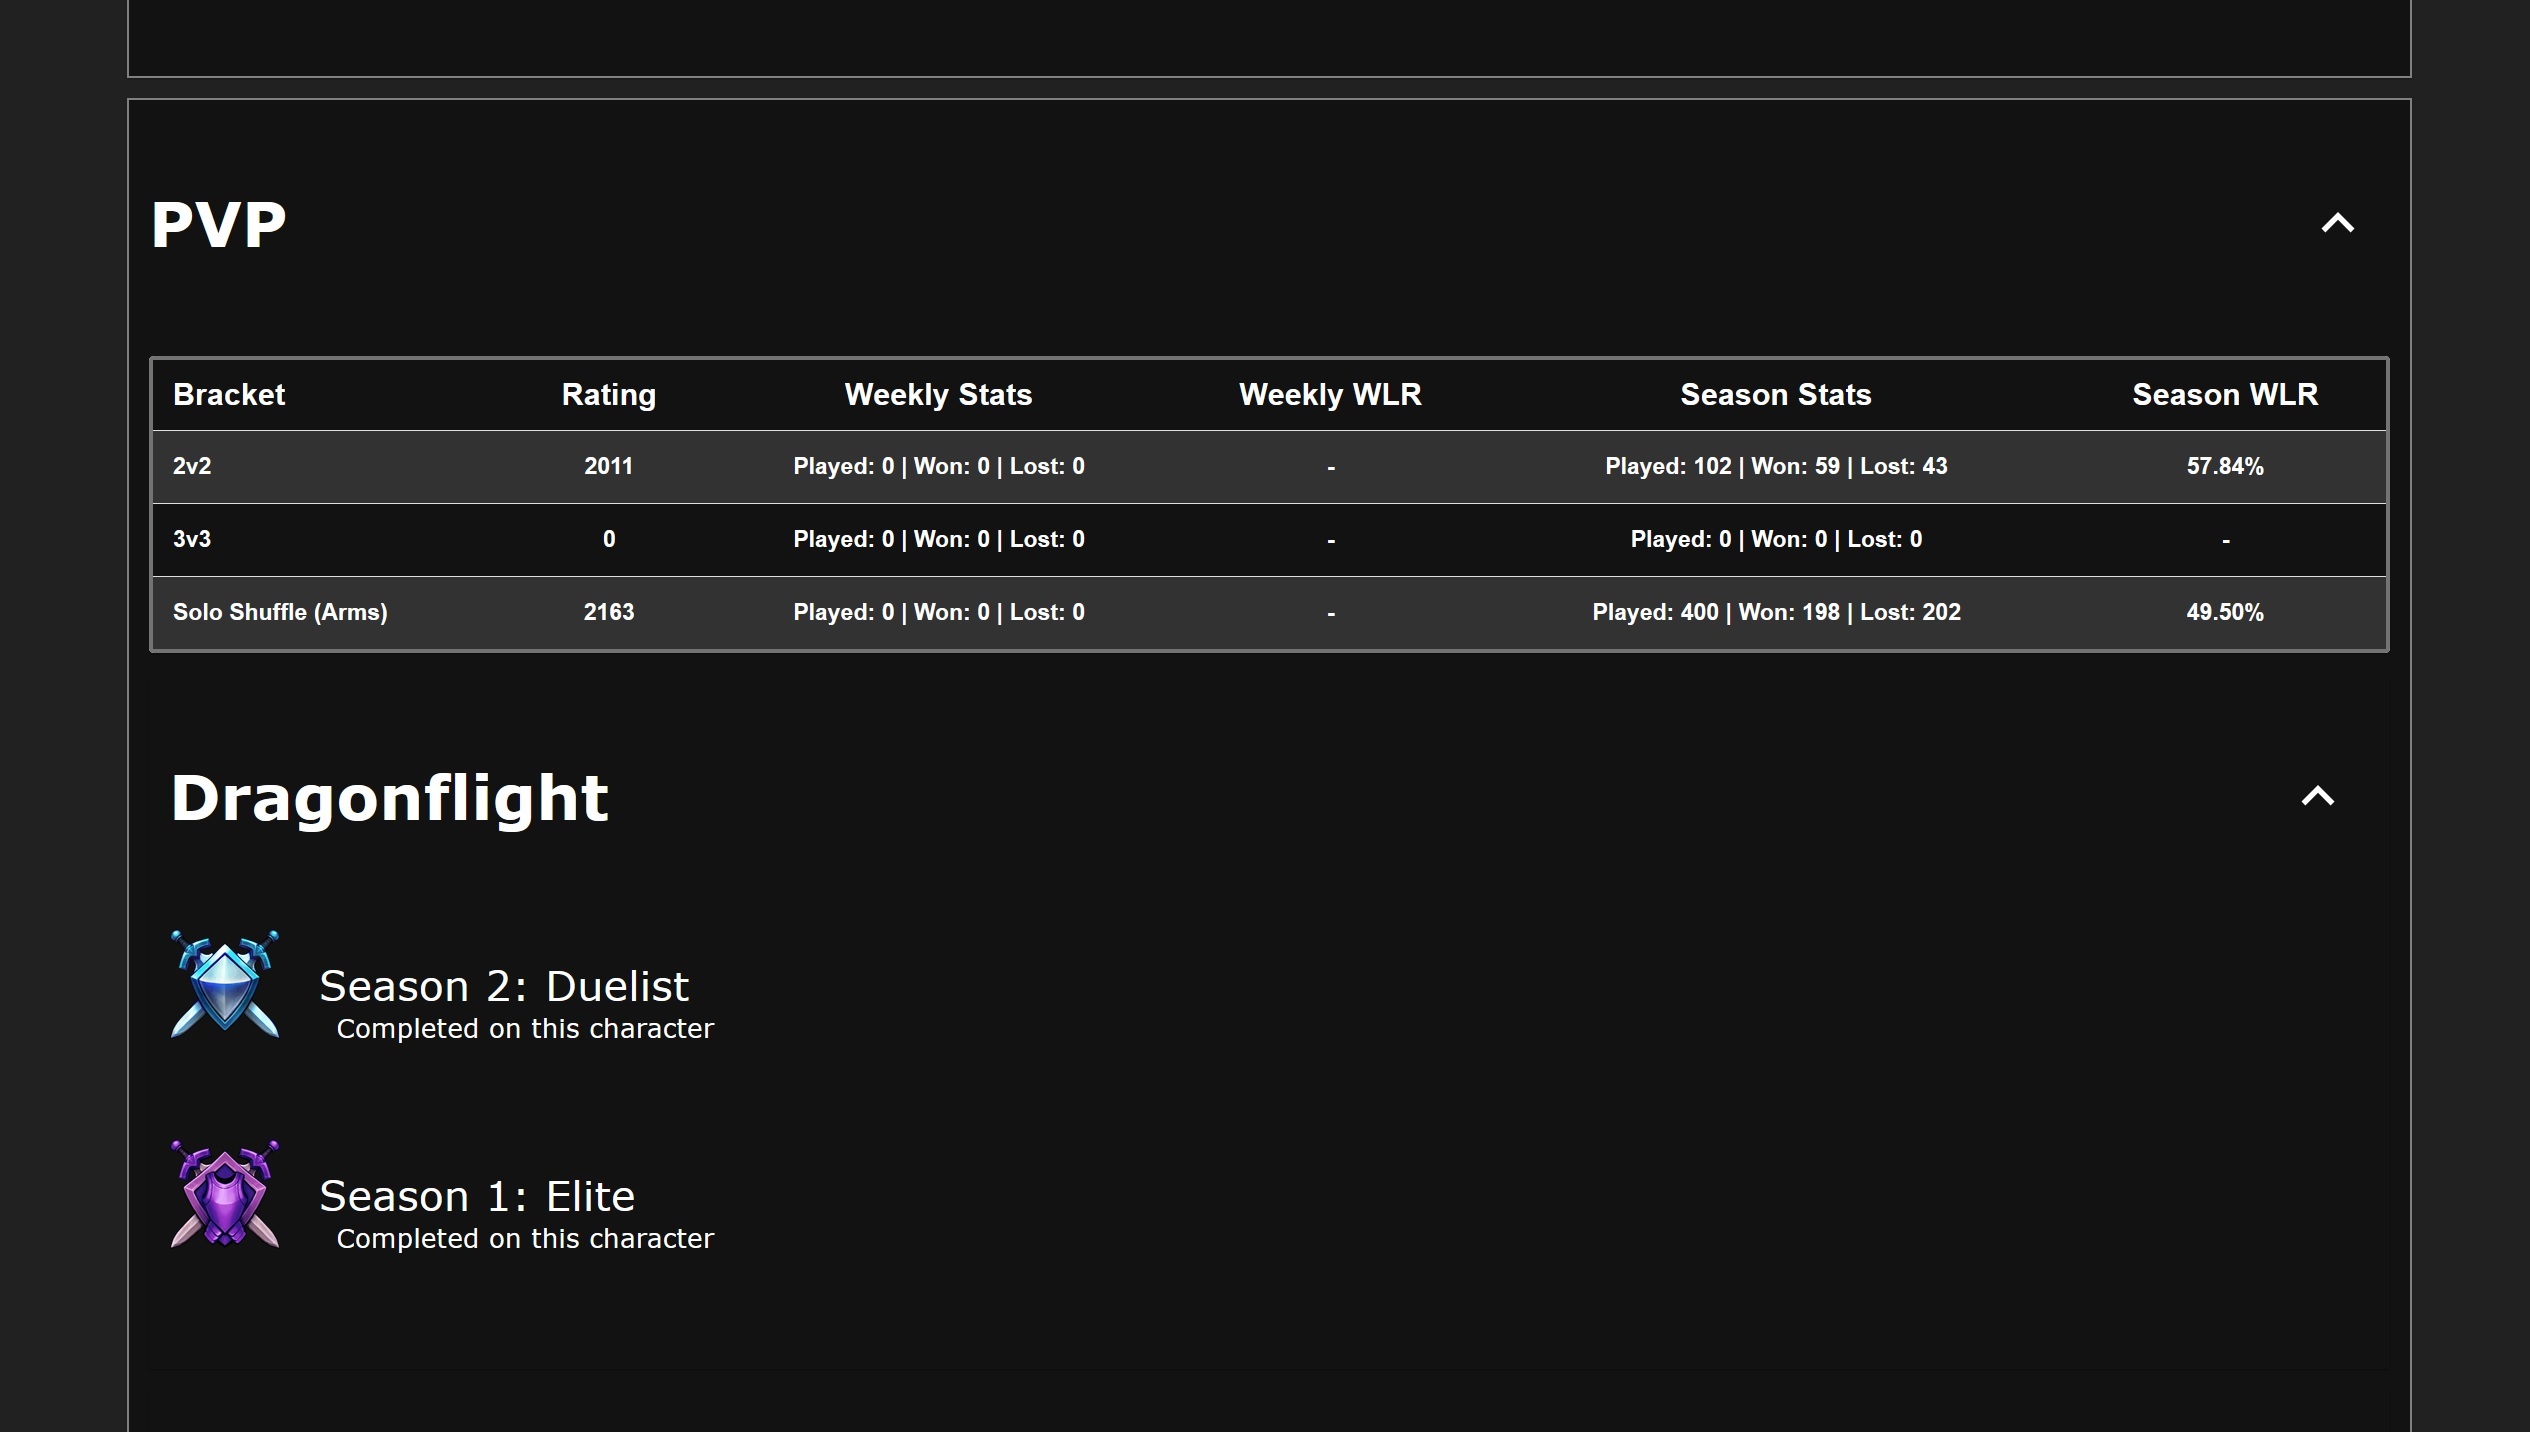 PVP
Bracket Rating Weekly Stats Weekly WLR Season Stats Season WLR
2v2 2011 Played: 0 | Won: 0 | Lost: 0 - Played: 102 | Won: 59 | Lost: 43 57.84%
3v3 0 Played: 0 | Won: 0 | Lost: 0 - Played: 0 | Won: 0 | Lost: 0 -
Solo Shuffle (Arms) 2163 Played: 0 | Won: 0 | Lost: 0 - Played: 400 | Won: 198 | Lost: 202 49.50%
Dragonflight
Season 2: Duelist
Completed on this character
Season 1: Elite
Completed on this character